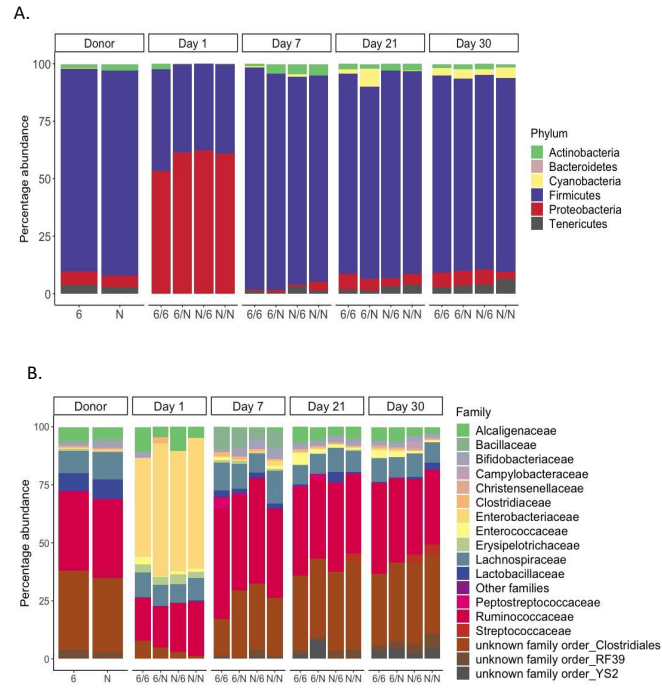 A.
Donor Day 1 Day 7 Day 21 Day 30
100
75
50
25
0
Percentage abundance
6 N 6/6 6/N N/6 N/N 6/6 6/N N/6 N/N 6/6 6/N N/6 N/N 6/6 6/N N/6 N/N
Phylum
Actinobacteria
Bacteroidetes
Cyanobacteria
Firmicutes
Proteobacteria
Tenericutes
B.
Donor Day 1 Day 7 Day 21 Day 30
100
75
50
25
0
Percentage abundance
6 N 6/6 6/N N/6 N/N 6/6 6/N N/6 N/N 6/6 6/N N/6 N/N 6/6 6/N N/6 N/N
Family
Alcaligenaceae
Bacillaceae
Bifidobacteriaceae
Campylobacteraceae
Christensenellaceae
Clostridiaceae
Enterobacteriaceae
Enterococcaceae
Erysipelotrichaceae
Lachnospiraceae
Lactobacillaceae
Other families
Peptostreptococcaceae
Ruminococcaceae
Streptococcaceae
unknown family order_Clostridiales
unknown family order_RF39
unknown family order_YS2